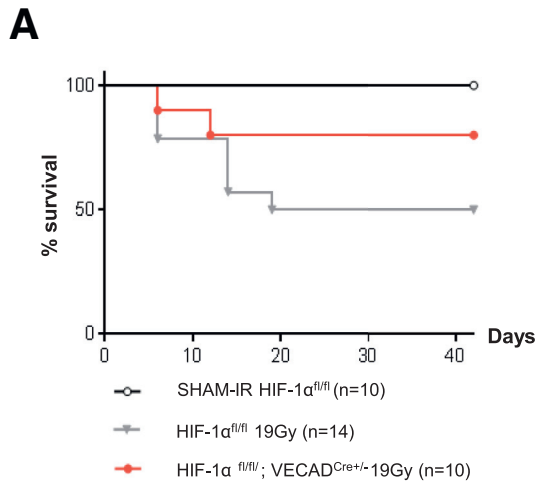 A
100
50
0
% survival
0 10 20 30 40
Days
SHAM-IR HIF-1α^fl/fl (n=10)
HIF-1α^fl/fl 19Gy (n=14)
HIF-1α ^fl/fl/; VECAD^Cre+/- 19Gy (n=10)